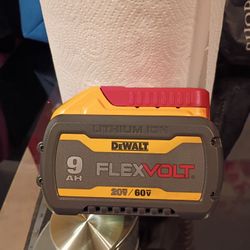 LITHIUM ION
DEWALT
9
AH
FLEXVOLT
20V/60V